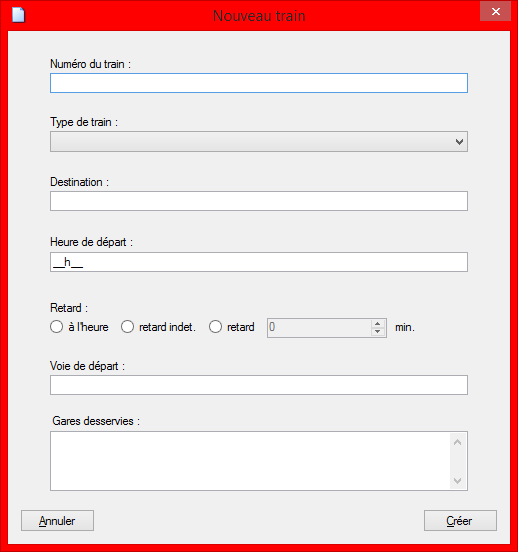 Nouveau train
Numéro du train :
Type de train :
Destination :
Heure de départ :
__h__
Retard :
à l'heure retard indet. retard 0 min.
Voie de départ :
Gares desservies :
Annuler Créer